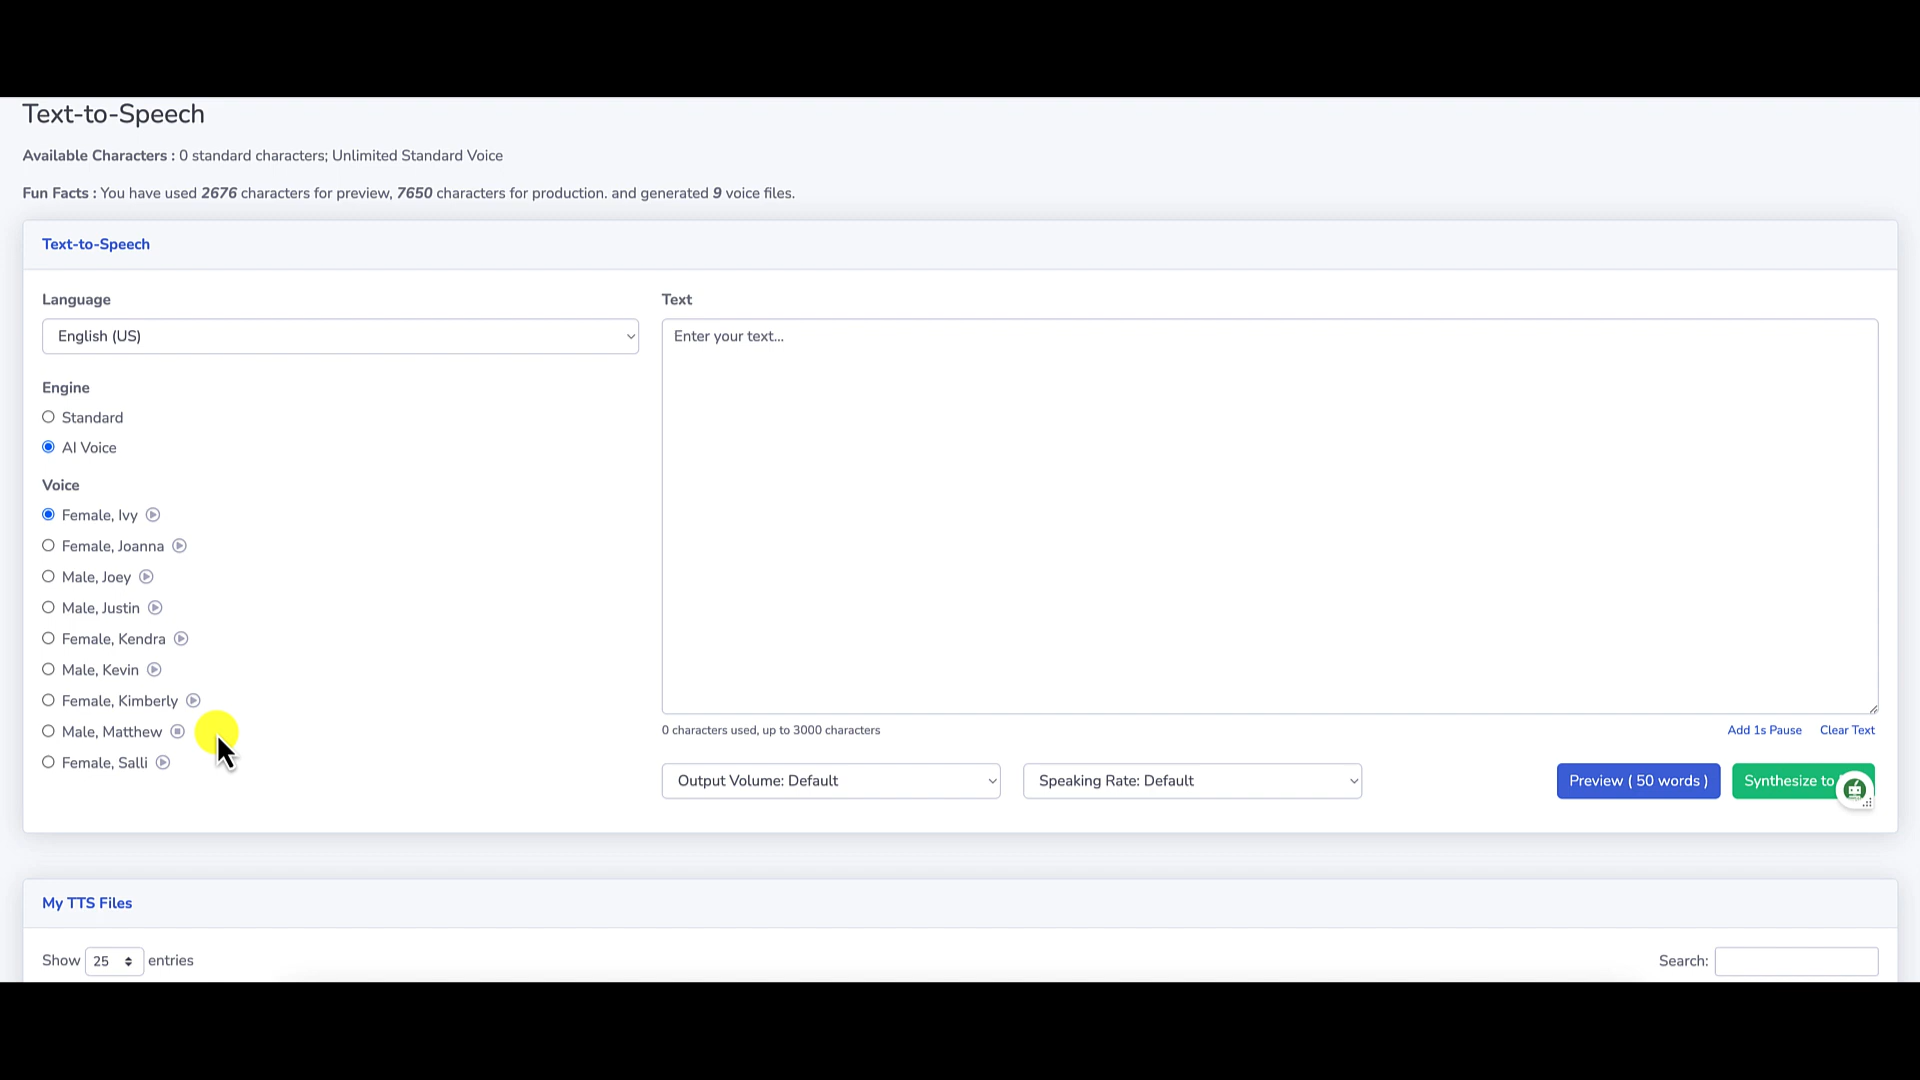 Text-to-Speech
Available Characters : 0 standard characters; Unlimited Standard Voice
Fun Facts : You have used 2676 characters for preview, 7650 characters for production. and generated 9 voice files.
Text-to-Speech
Language
English (US)
Engine
Standard
AI Voice
Voice
Female, Ivy
Female, Joanna
Male, Joey
Male, Justin
Female, Kendra
Male, Kevin
Female, Kimberly
Male, Matthew
Female, Salli
Text
Enter your text...
0 characters used, up to 3000 characters
Add 1s Pause Clear Text
Output Volume: Default Speaking Rate: Default Preview ( 50 words ) Synthesize to
My TTS Files
Show 25 entries Search: